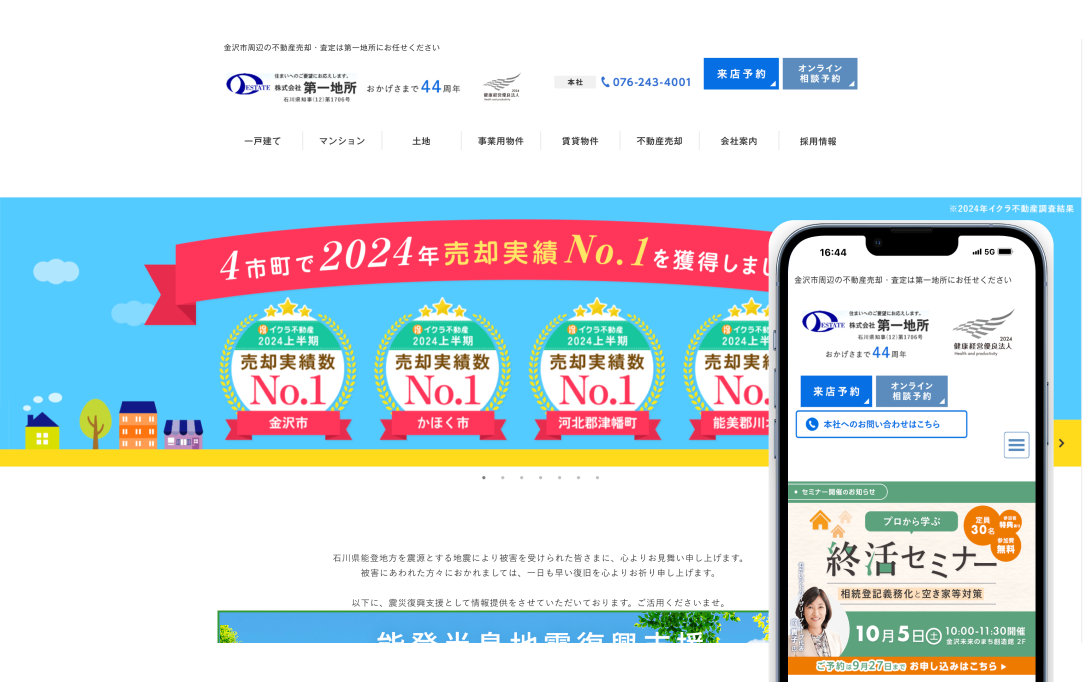 金沢市周辺の不動産売却・査定は第一地所にお任せください
住まいへのご要望にお応えします。
ESTATE
株式会社 第一地所
石川県知事(12)第1706号
おかげさまで44周年
2024
健康経営優良法人
Health and productivity
本社
076-243-4001
来店予約
オンライン
相談予約
一戸建て
マンション
土地
事業用物件
賃貸物件
不動産売却
会社案内
採用情報
※2024年イクラ不動産調査結果
4市町で2024年売却実績No.1を獲得しまし
イクラ不動産
2024上半期
売却実績数
No.1
金沢市
イクラ不動産
2024上半期
売却実績数
No.1
かほく市
イクラ不動産
2024上半期
売却実績数
No.1
河北郡津幡町
イクラ不動産
2024上半期
売却実績
No.1
能美郡川
石川県能登地方を震源とする地震により被害を受けられた皆さまに、心よりお見舞い申し上げます。
被害にあわれた方々におかれましては、一日も早い復旧を心よりお祈り申し上げます。
以下に、震災復興支援として情報提供をさせていただいております。ご活用くださいませ。
能登半島地震復興支援
16:44
5G
金沢市周辺の不動産売却・査定は第一地所にお任せください
住まいへのご要望にお応えします。
ESTATE
株式会社 第一地所
石川県知事(12)第1706号
おかげさまで44周年
2024
健康経営優良法人
Health and productivity
来店予約
オンライン
相談予約
本社へのお問い合わせはこちら
セミナー開催のお知らせ
プロから学ぶ
定員
30名
参加者
特典あり
参加費
無料
終活セミナー
相続登記義務化と空き家等対策
10月5日土 10:00-11:30開催
金沢未来のまち創造館 2F
ご予約は9月27日まで お申し込みはこちら